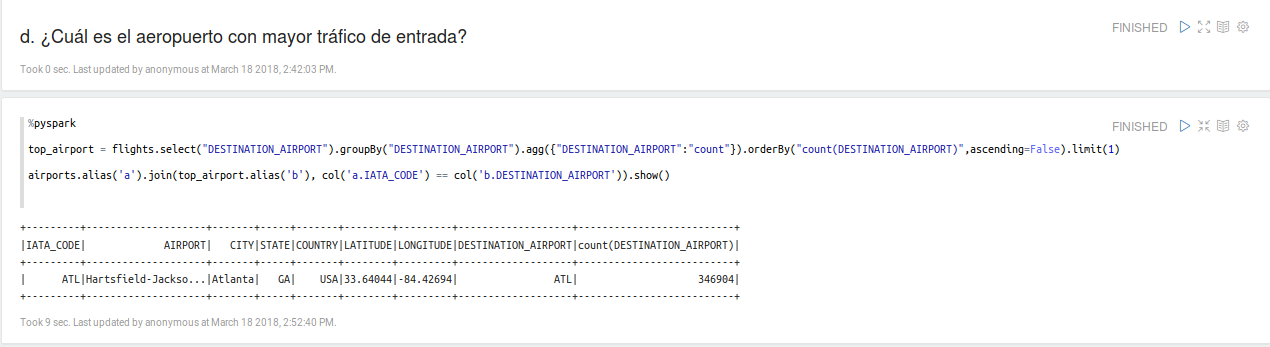 d. ¿Cuál es el aeropuerto con mayor tráfico de entrada?
FINISHED
Took 0 sec. Last updated by anonymous at March 18 2018, 2:42:03 PM.
%pyspark
FINISHED
top_airport = flights.select("DESTINATION_AIRPORT").groupBy("DESTINATION_AIRPORT").agg({"DESTINATION_AIRPORT":"count"}).orderBy("count(DESTINATION_AIRPORT)",ascending=False).limit(1)
airports.alias('a').join(top_airport.alias('b'), col('a.IATA_CODE') == col('b.DESTINATION_AIRPORT')).show()
+---------+--------------------+-------+-----+-------+--------+---------+-------------------+--------------------------+
|IATA_CODE|             AIRPORT|   CITY|STATE|COUNTRY|LATITUDE|LONGITUDE|DESTINATION_AIRPORT|count(DESTINATION_AIRPORT)|
+---------+--------------------+-------+-----+-------+--------+---------+-------------------+--------------------------+
|      ATL|Hartsfield-Jackso...|Atlanta|   GA|    USA|33.64044|-84.42694|                ATL|                    346904|
+---------+--------------------+-------+-----+-------+--------+---------+-------------------+--------------------------+
Took 9 sec. Last updated by anonymous at March 18 2018, 2:52:40 PM.